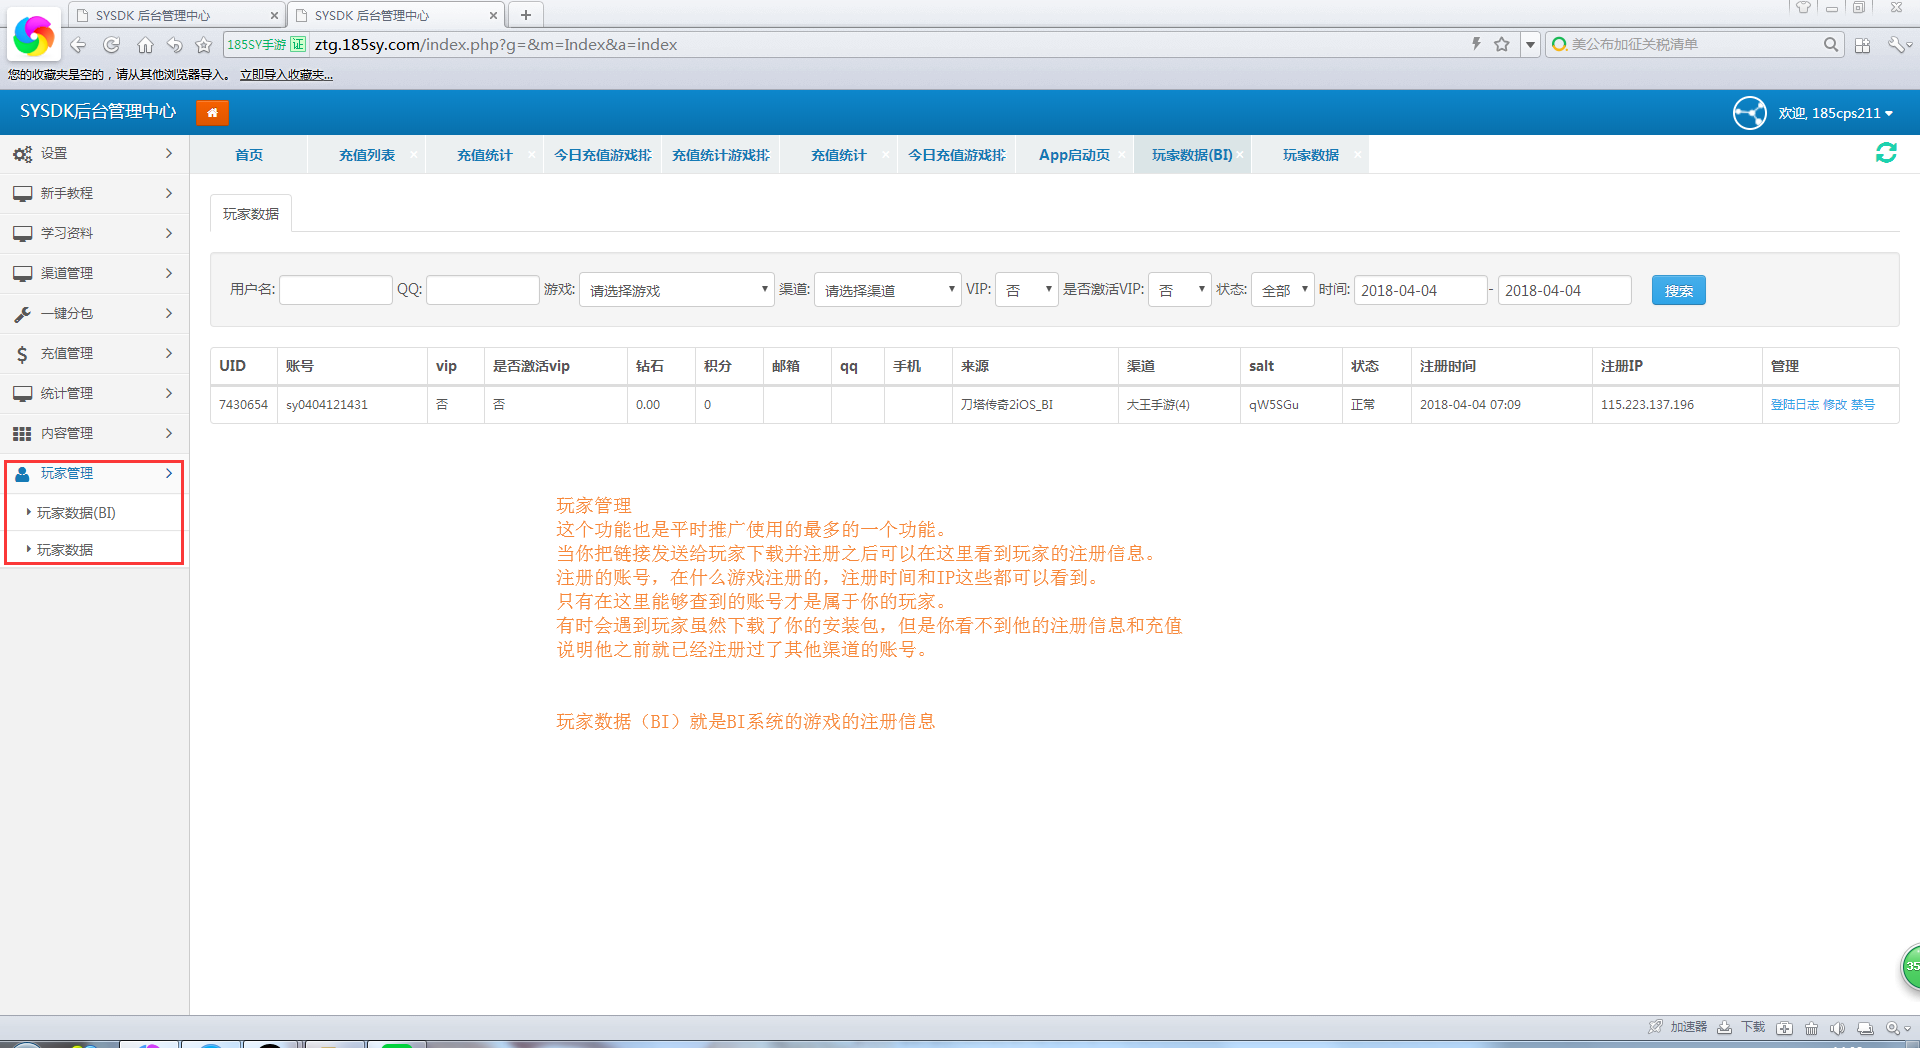 SYSDK 后台管理中心
SYSDK 后台管理中心
185SY手游 证 ztg.185sy.com/index.php?g=&m=Index&a=index
美公布加征关税清单
您的收藏夹是空的，请从其他浏览器导入。 立即导入收藏夹...
SYSDK后台管理中心
欢迎, 185cps211
设置
新手教程
学习资料
渠道管理
一键分包
充值管理
统计管理
内容管理
玩家管理
玩家数据(BI)
玩家数据
首页 充值列表 充值统计 今日充值游戏排 充值统计游戏排 充值统计 今日充值游戏排 App启动页 玩家数据(BI) 玩家数据
玩家数据
用户名: QQ: 游戏: 请选择游戏 渠道: 请选择渠道 VIP: 否 是否激活VIP: 否 状态: 全部 时间: 2018-04-04 - 2018-04-04 搜索
UID 账号 vip 是否激活vip 钻石 积分 邮箱 qq 手机 来源 渠道 salt 状态 注册时间 注册IP 管理
7430654 sy0404121431 否 否 0.00 0 刀塔传奇2iOS_BI 大王手游(4) qW5SGu 正常 2018-04-04 07:09 115.223.137.196 登陆日志 修改 禁号
玩家管理
这个功能也是平时推广使用的最多的一个功能。
当你把链接发送给玩家下载并注册之后可以在这里看到玩家的注册信息。
注册的账号，在什么游戏注册的，注册时间和IP这些都可以看到。
只有在这里能够查到的账号才是属于你的玩家。
有时会遇到玩家虽然下载了你的安装包，但是你看不到他的注册信息和充值
说明他之前就已经注册过了其他渠道的账号。
玩家数据（BI）就是BI系统的游戏的注册信息
35
加速器 下载